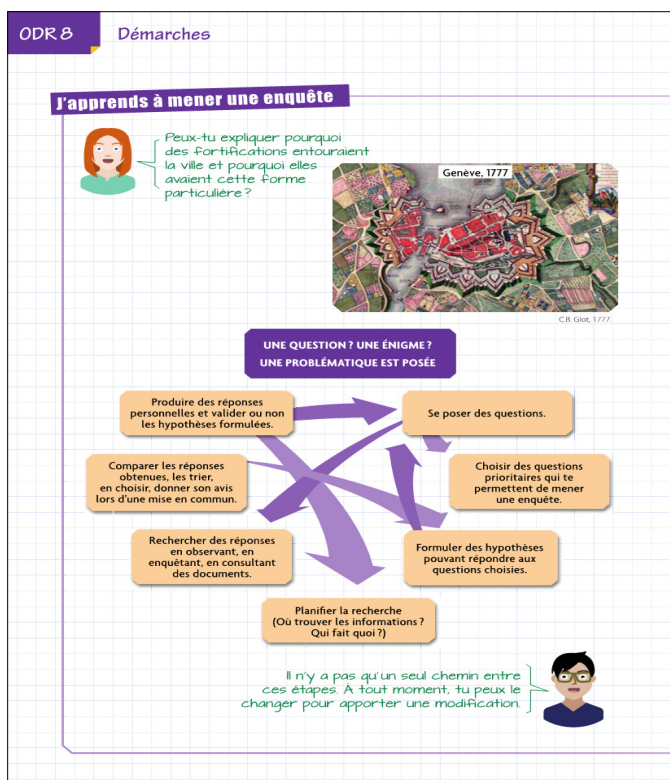 ODR 8
Démarches
J'apprends à mener une enquête
Peux-tu expliquer pourquoi
des fortifications entouraient
la ville et pourquoi elles
avaient cette forme
particulière ?
Genève, 1777
C.B. Glot, 1777.
UNE QUESTION ? UNE ÉNIGME ?
UNE PROBLÉMATIQUE EST POSÉE
Produire des réponses
personnelles et valider ou non
les hypothèses formulées.
Se poser des questions.
Comparer les réponses
obtenues, les trier,
en choisir, donner son avis
lors d'une mise en commun.
Choisir des questions
prioritaires qui te
permettent de mener
une enquête.
Rechercher des réponses
en observant, en
enquêtant, en consultant
des documents.
Formuler des hypothèses
pouvant répondre aux
questions choisies.
Planifier la recherche
(Où trouver les informations ?
Qui fait quoi ?)
Il n'y a pas qu'un seul chemin entre
ces étapes. À tout moment, tu peux le
changer pour apporter une modification.